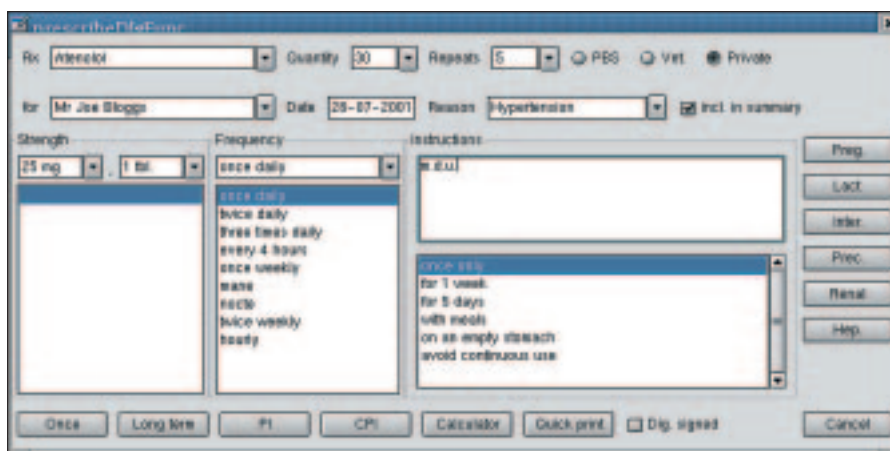 prescribeDlgFunc
Rx Atenolol Quantity 30 Repeats 5 PBS Vet. Private
for Mr Joe Bloggs Date 26-07-2001 Reason Hypertension Incl. in summary
Strength Frequency Instructions
25 mg , 1 tbl. once daily m.d.u.
once daily
twice daily
three times daily
every 4 hours
once weekly
mane
nocte
twice weekly
hourly
once only
for 1 week
for 5 days
with meals
on an empty stomach
avoid continuous use
Preg.
Lact.
Inter.
Prec.
Renal
Hep.
Once Long term PI CPI Calculator Quick print Dig. signed Cancel